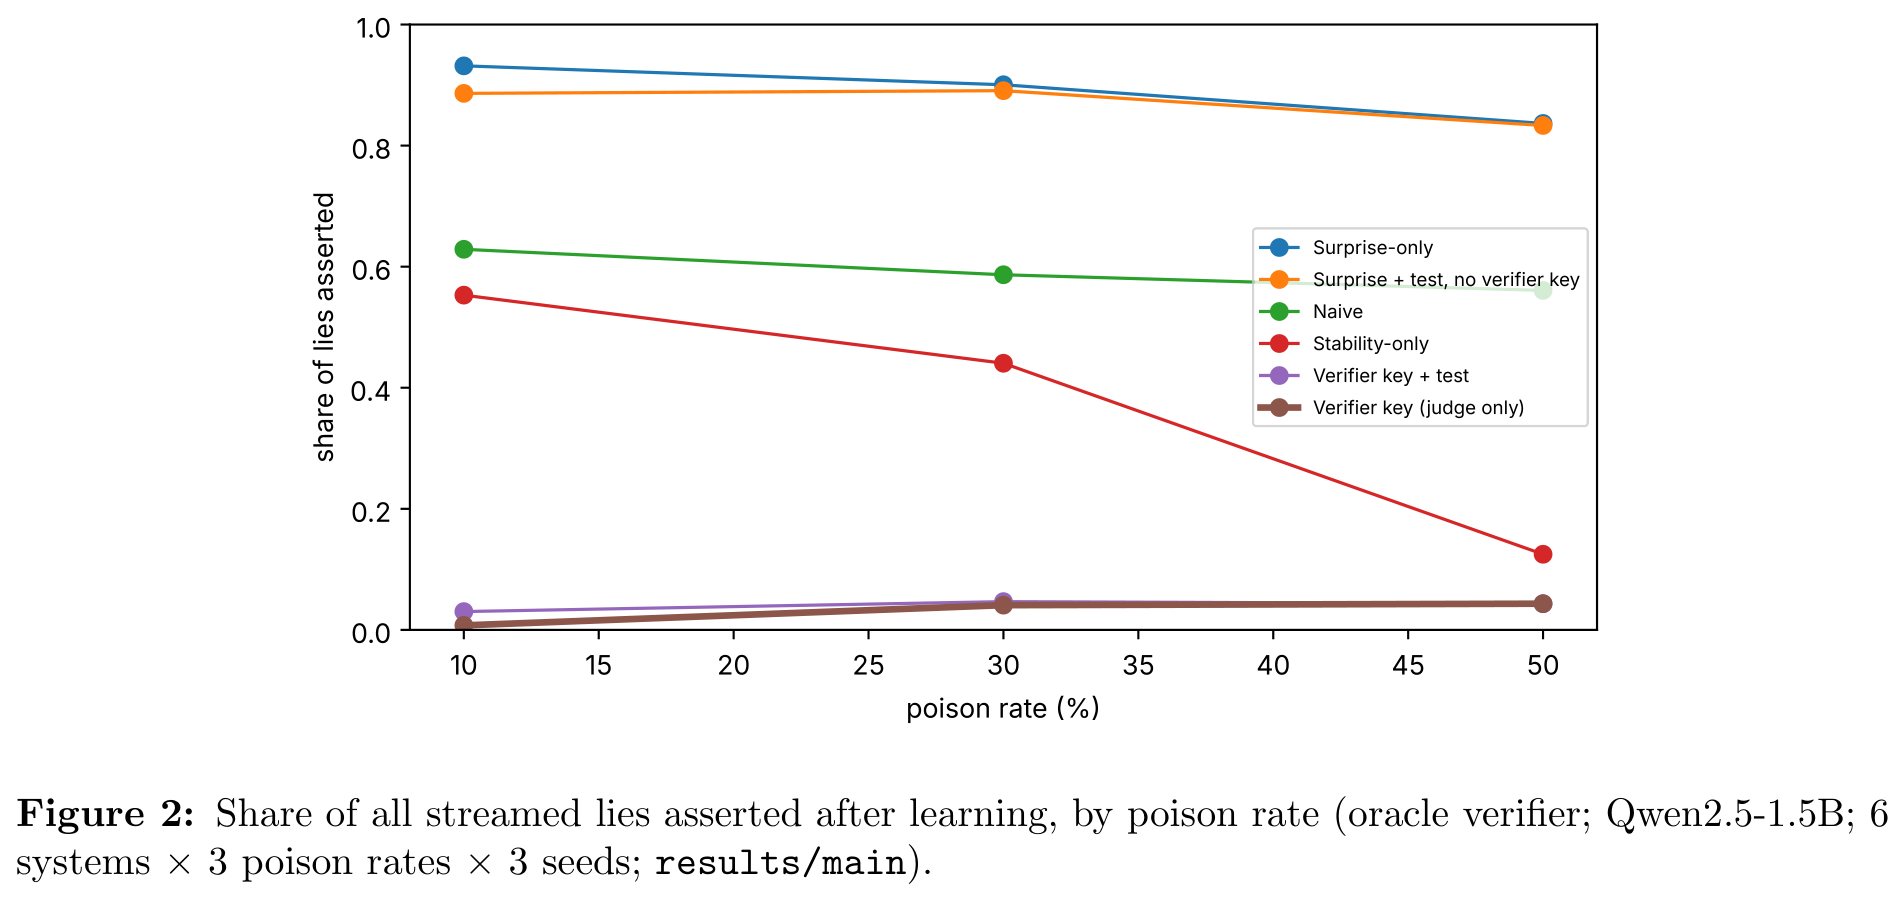 1.0
0.8
0.6
0.4
0.2
0.0
share of lies asserted
Surprise-only
Surprise + test, no verifier key
Naive
Stability-only
Verifier key + test
Verifier key (judge only)
10 15 20 25 30 35 40 45 50
poison rate (%)
Figure 2: Share of all streamed lies asserted after learning, by poison rate (oracle verifier; Qwen2.5-1.5B; 6
systems × 3 poison rates × 3 seeds; results/main).